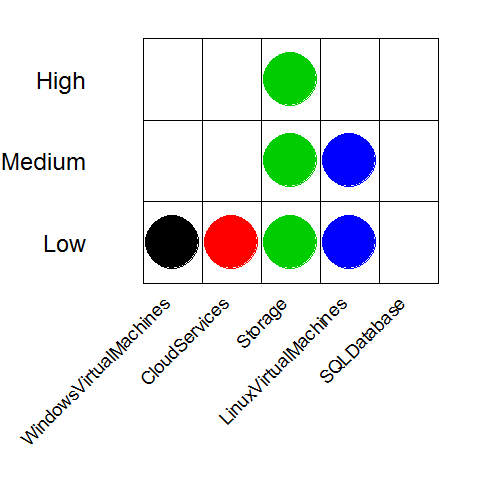 High
Medium
Low
WindowsVirtualMachines
CloudServices
Storage
LinuxVirtualMachines
SQLDatabase